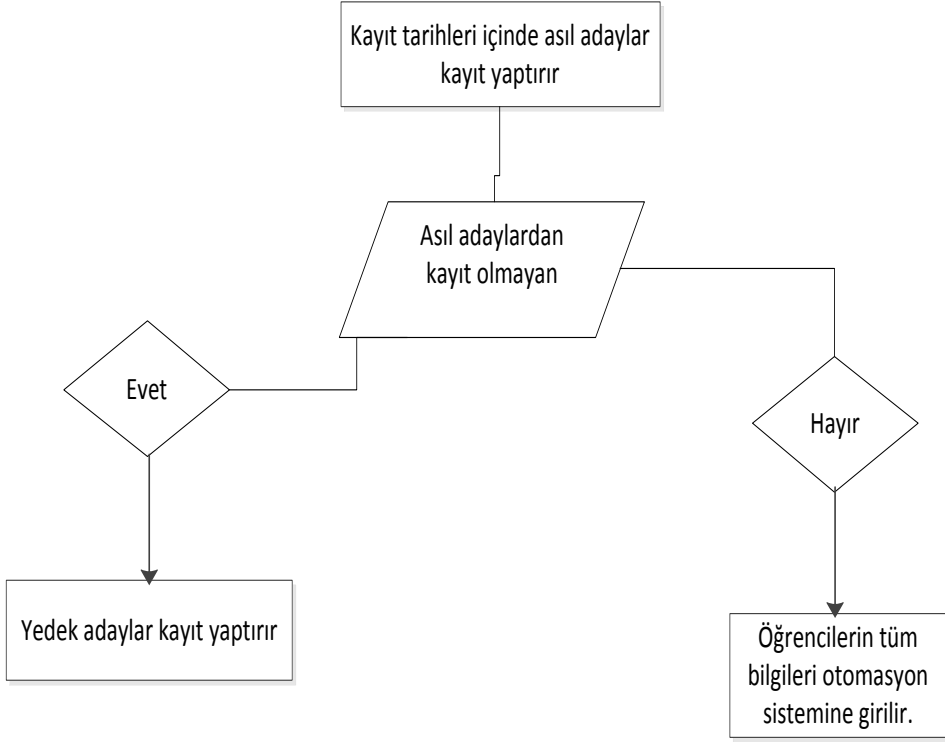 Kayıt tarihleri içinde asıl adaylar
kayıt yaptırır
Asıl adaylardan
kayıt olmayan
Evet
Hayır
Yedek adaylar kayıt yaptırır
Öğrencilerin tüm
bilgileri otomasyon
sistemine girilir.